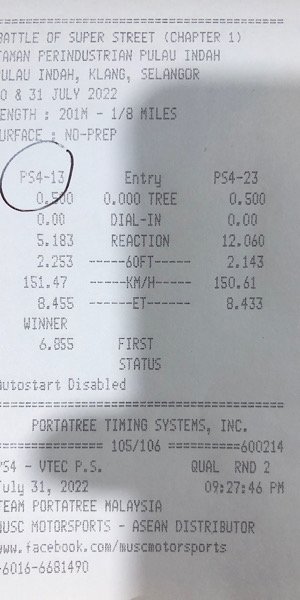 BATTLE OF SUPER STREET (CHAPTER 1)
TAMAN PERINDUSTRIAN PULAU INDAH
PULAU INDAH, KLANG, SELANGOR
0 & 31 JULY 2022
LENGTH : 201M - 1/8 MILES
SURFACE : NO-PREP
PS4-13 Entry PS4-23
0.500 0.000 TREE 0.500
0.00 DIAL-IN 0.00
5.183 REACTION 12.060
2.253 -----60FT----- 2.143
151.47 -----KM/H----- 150.61
8.455 ------ET------ 8.433
WINNER
6.855 FIRST
STATUS
Autostart Disabled
PORTATREE TIMING SYSTEMS, INC.
============ 105/106 ==========600214
PS4 - VTEC P.S. QUAL RND 2
July 31, 2022 09:27:46 PM
TEAM PORTATREE MALAYSIA
MUSC MOTORSPORTS - ASEAN DISTRIBUTOR
www.facebook.com/muscmotorsports
-6016-6681490